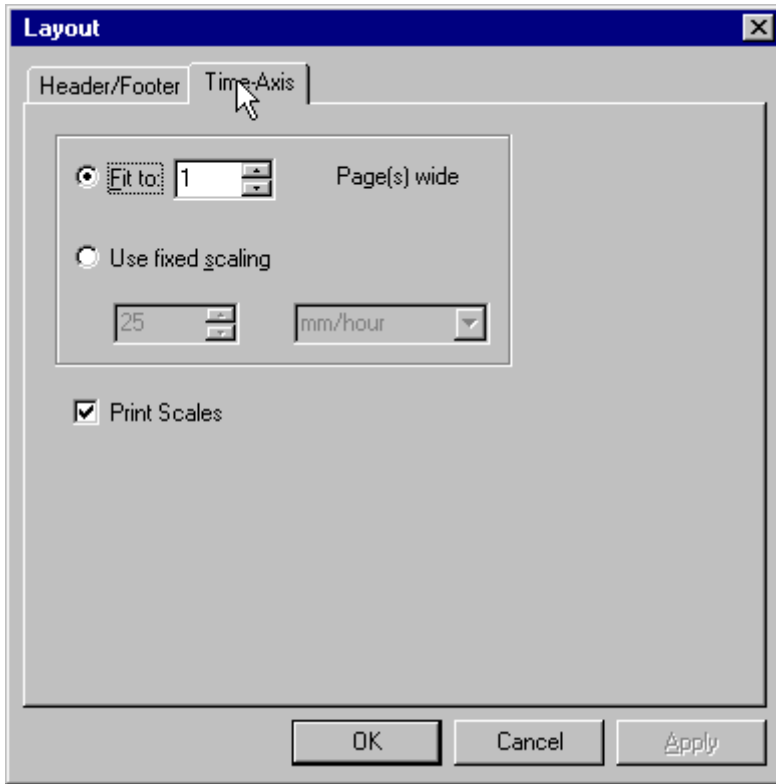 Layout
Header/Footer Time-Axis
Fit to: 1 Page(s) wide
Use fixed scaling
25 mm/hour
Print Scales
OK Cancel Apply